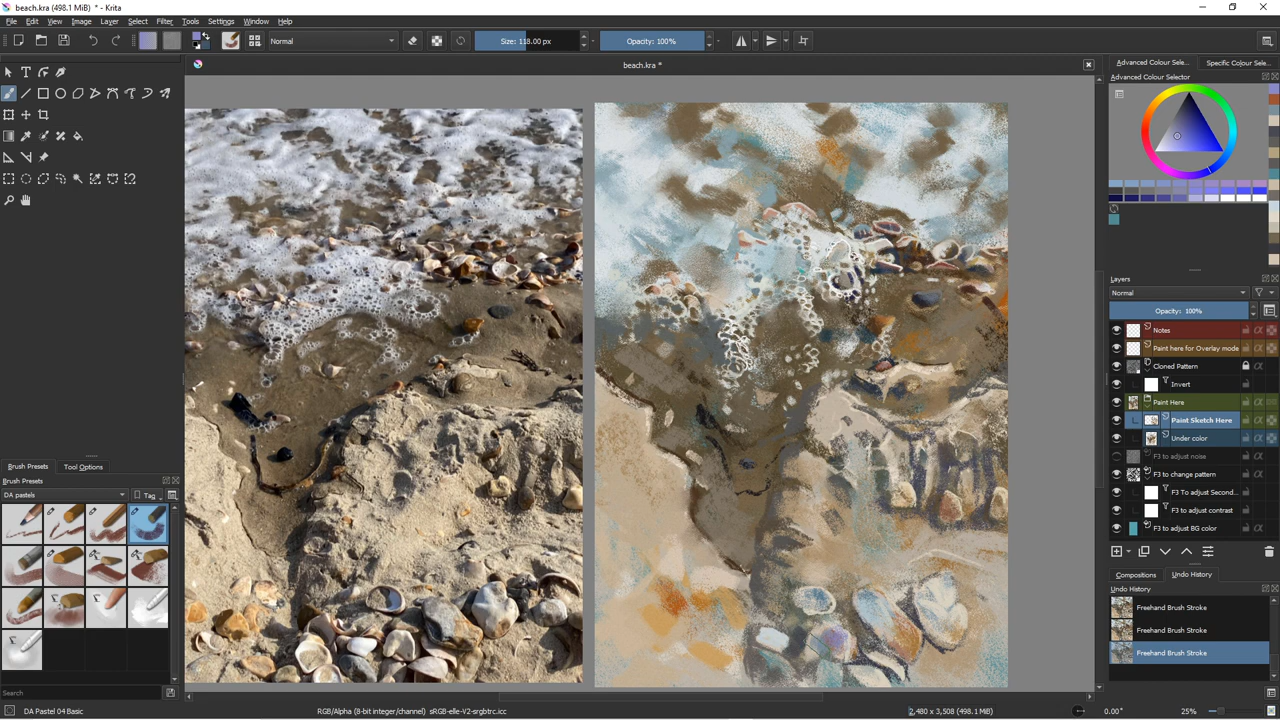 beach.kra (498.1 MiB) * - Krita
File Edit View Image Layer Select Filter Tools Settings Window Help
Normal Size: 118.00 px Opacity: 100%
beach.kra *
Advanced Colour Sele... Specific Colour Sele...
Advanced Colour Selector
Layers
Normal
Opacity: 100%
Notes
Paint here for Overlay mode
Cloned Pattern
Invert
Paint Here
Paint Sketch Here
Under color
F3 to adjust noise
F3 to change pattern
F3 To adjust Second...
F3 to adjust contrast
F3 to adjust BG color
Brush Presets Tool Options
Brush Presets
DA pastels Tag
Compositions Undo History
Undo History
Freehand Brush Stroke
Freehand Brush Stroke
Freehand Brush Stroke
Search
DA Pastel 04 Basic RGB/Alpha (8-bit integer/channel) sRGB-elle-V2-srgbtrc.icc 2,480 x 3,508 (498.1 MiB) 0.00° 25%